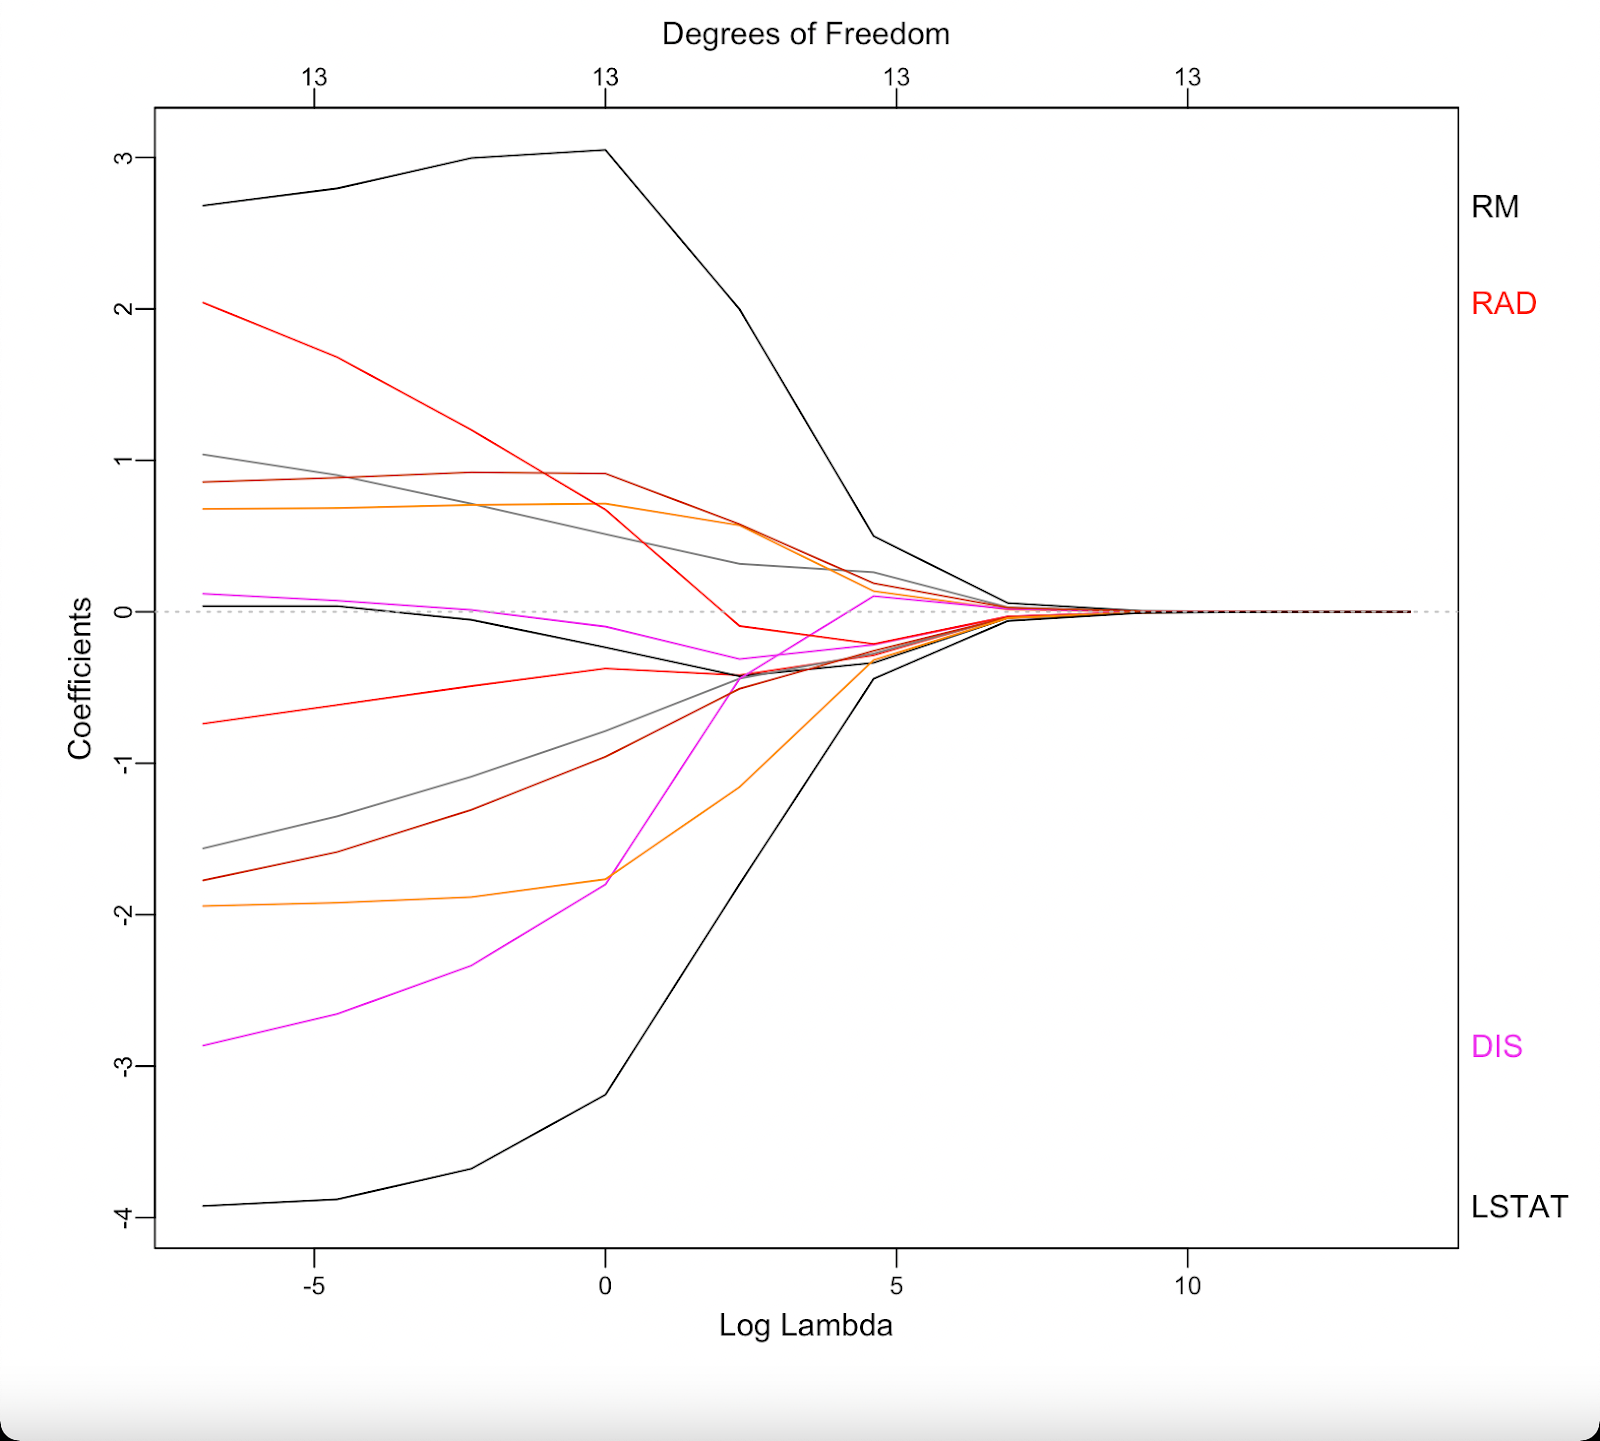 Degrees of Freedom
13 13 13 13
3
2
1
0
-1
-2
-3
-4
Coefficients
RM
RAD
DIS
LSTAT
-5 0 5 10
Log Lambda